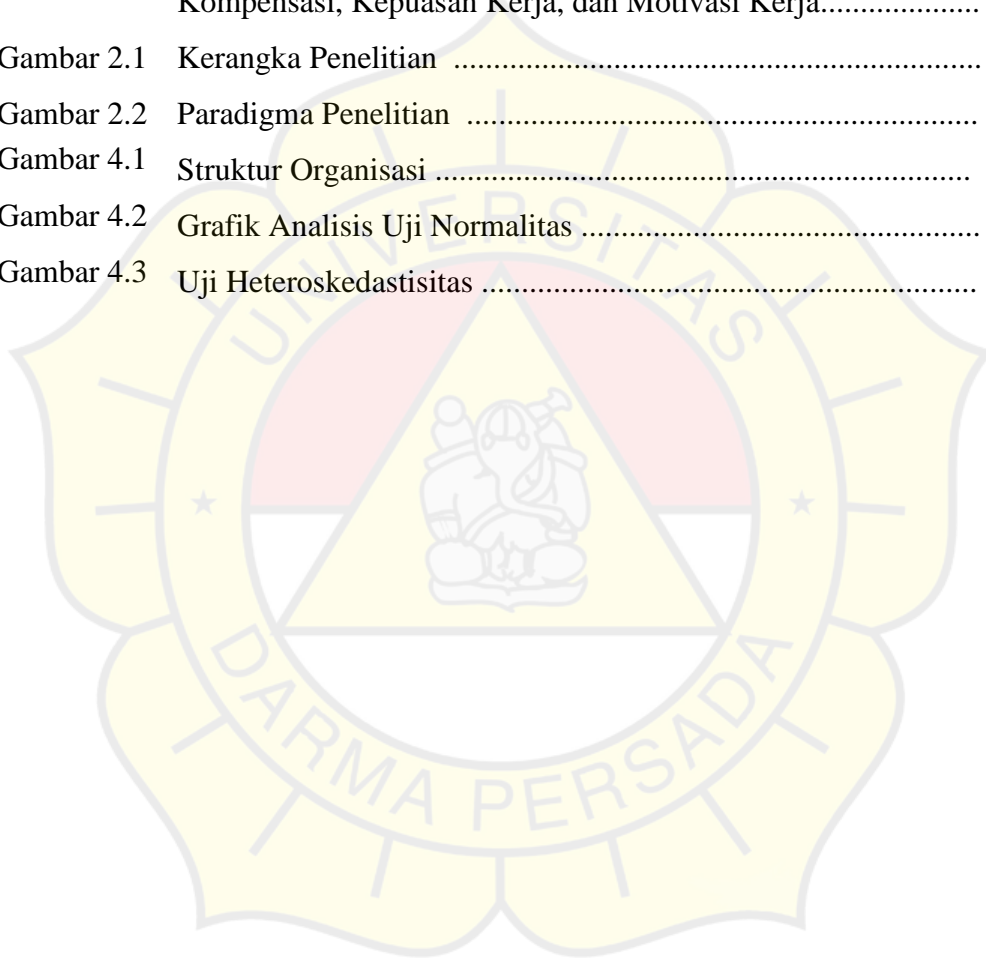 Kompensasi, Kepuasan Kerja, dan Motivasi Kerja....................
Gambar 2.1 Kerangka Penelitian ..................................................................
Gambar 2.2 Paradigma Penelitian ................................................................
Gambar 4.1 Struktur Organisasi ...................................................................
Gambar 4.2 Grafik Analisis Uji Normalitas ..................................................
Gambar 4.3 Uji Heteroskedastisitas ..............................................................
UNIVERSITAS
DARMA PERSADA